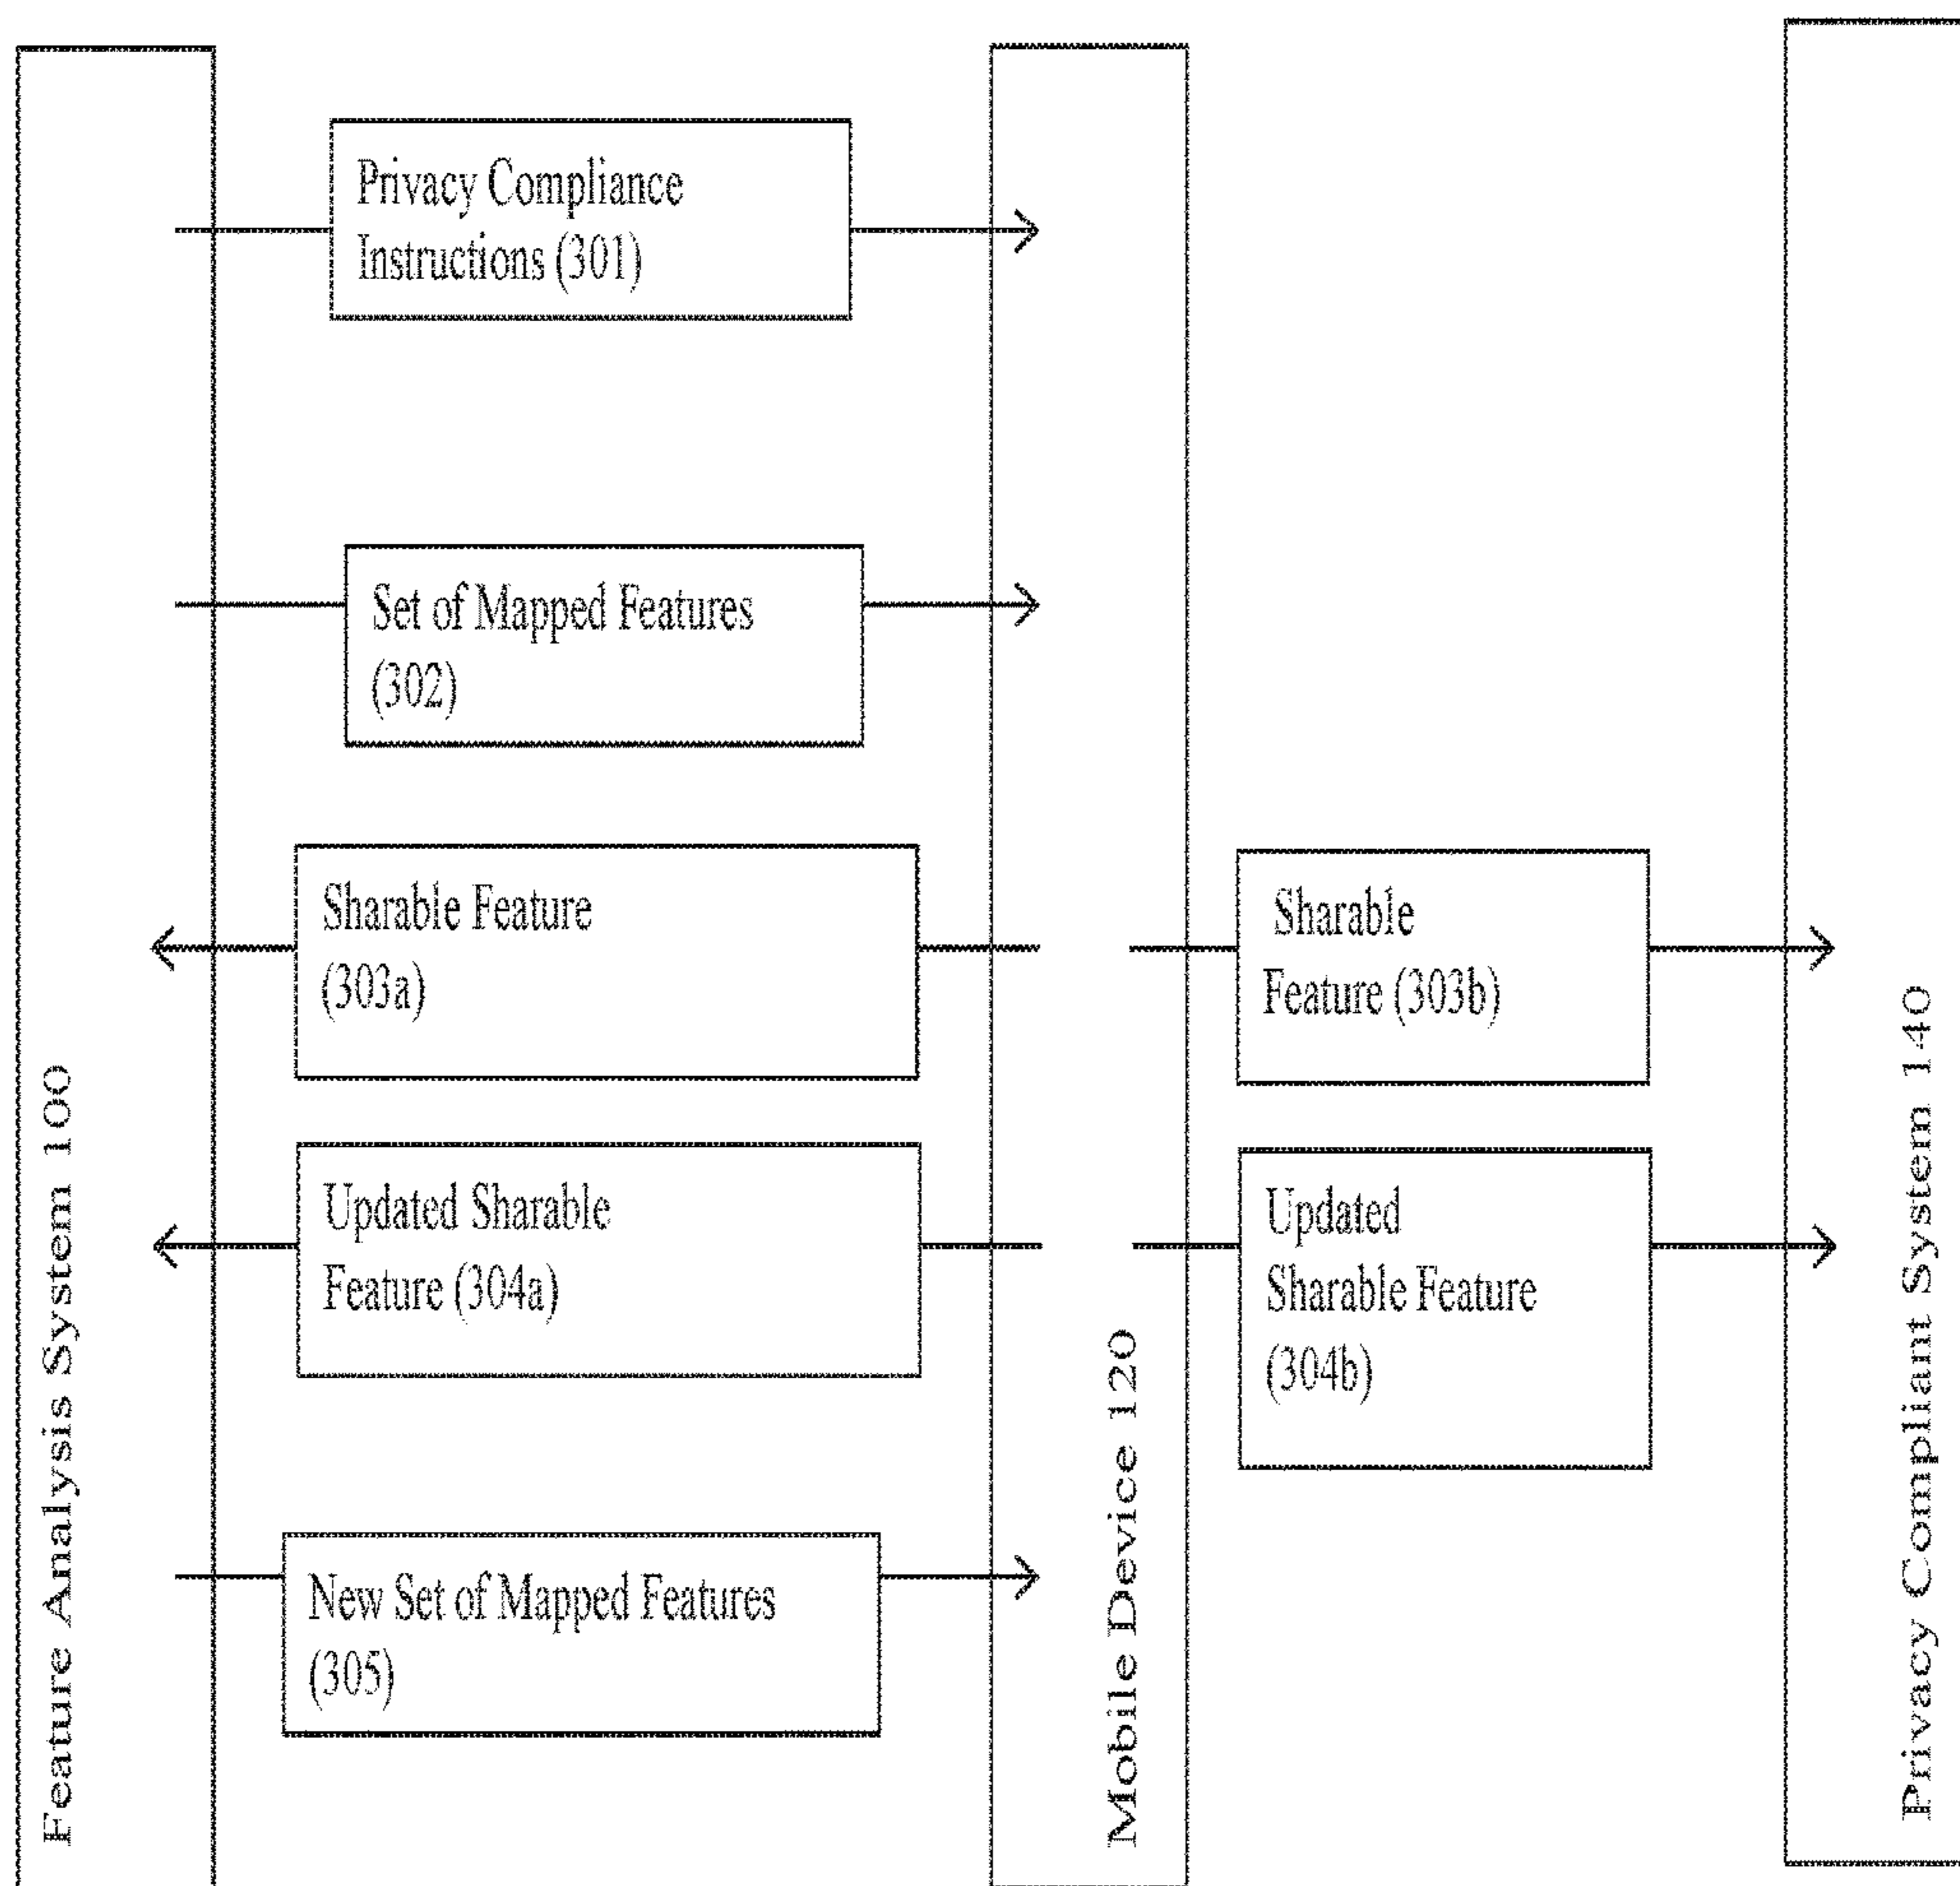 Privacy Compliance
Instructions (301)
Set of Mapped Features
(302)
Sharable Feature
(303a)
Sharable
Feature (303b)
Updated Sharable
Feature (304a)
Updated
Sharable Feature
(304b)
New Set of Mapped Features
(305)
Feature Analysis System 100
Mobile Device 120
Privacy Compliant System 140